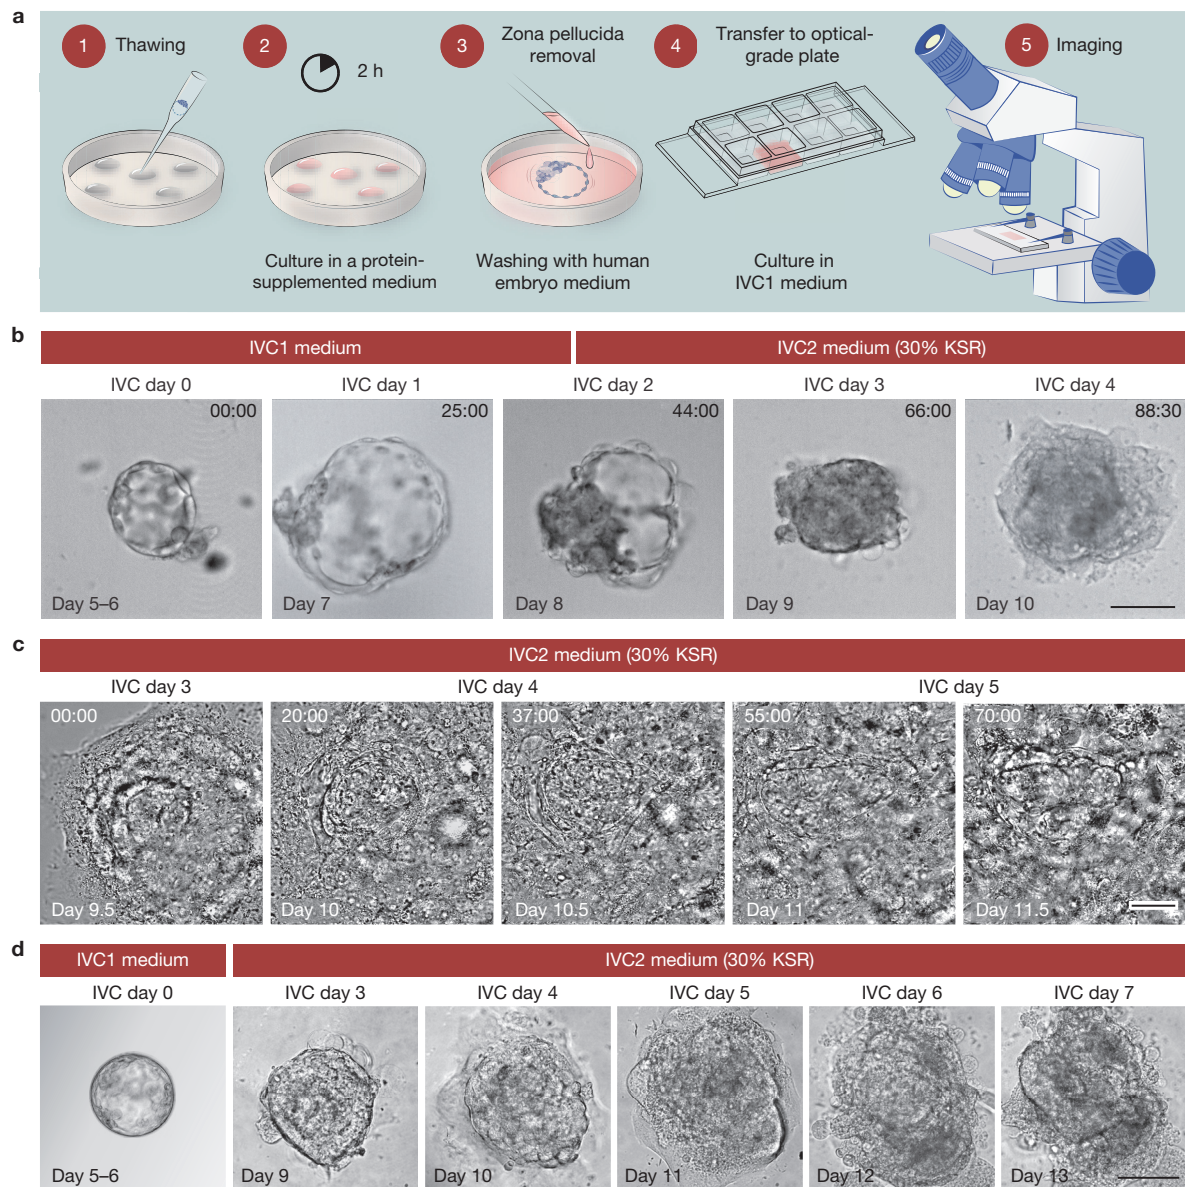 a
1 Thawing
2
2 h
3 Zona pellucida
removal
4 Transfer to optical-
grade plate
5 Imaging
Culture in a protein-
supplemented medium
Washing with human
embryo medium
Culture in
IVC1 medium
b
IVC1 medium
IVC2 medium (30% KSR)
IVC day 0
IVC day 1
IVC day 2
IVC day 3
IVC day 4
00:00
25:00
44:00
66:00
88:30
Day 5–6
Day 7
Day 8
Day 9
Day 10
c
IVC2 medium (30% KSR)
IVC day 3
IVC day 4
IVC day 5
00:00
20:00
37:00
55:00
70:00
Day 9.5
Day 10
Day 10.5
Day 11
Day 11.5
d
IVC1 medium
IVC2 medium (30% KSR)
IVC day 0
IVC day 3
IVC day 4
IVC day 5
IVC day 6
IVC day 7
Day 5–6
Day 9
Day 10
Day 11
Day 12
Day 13